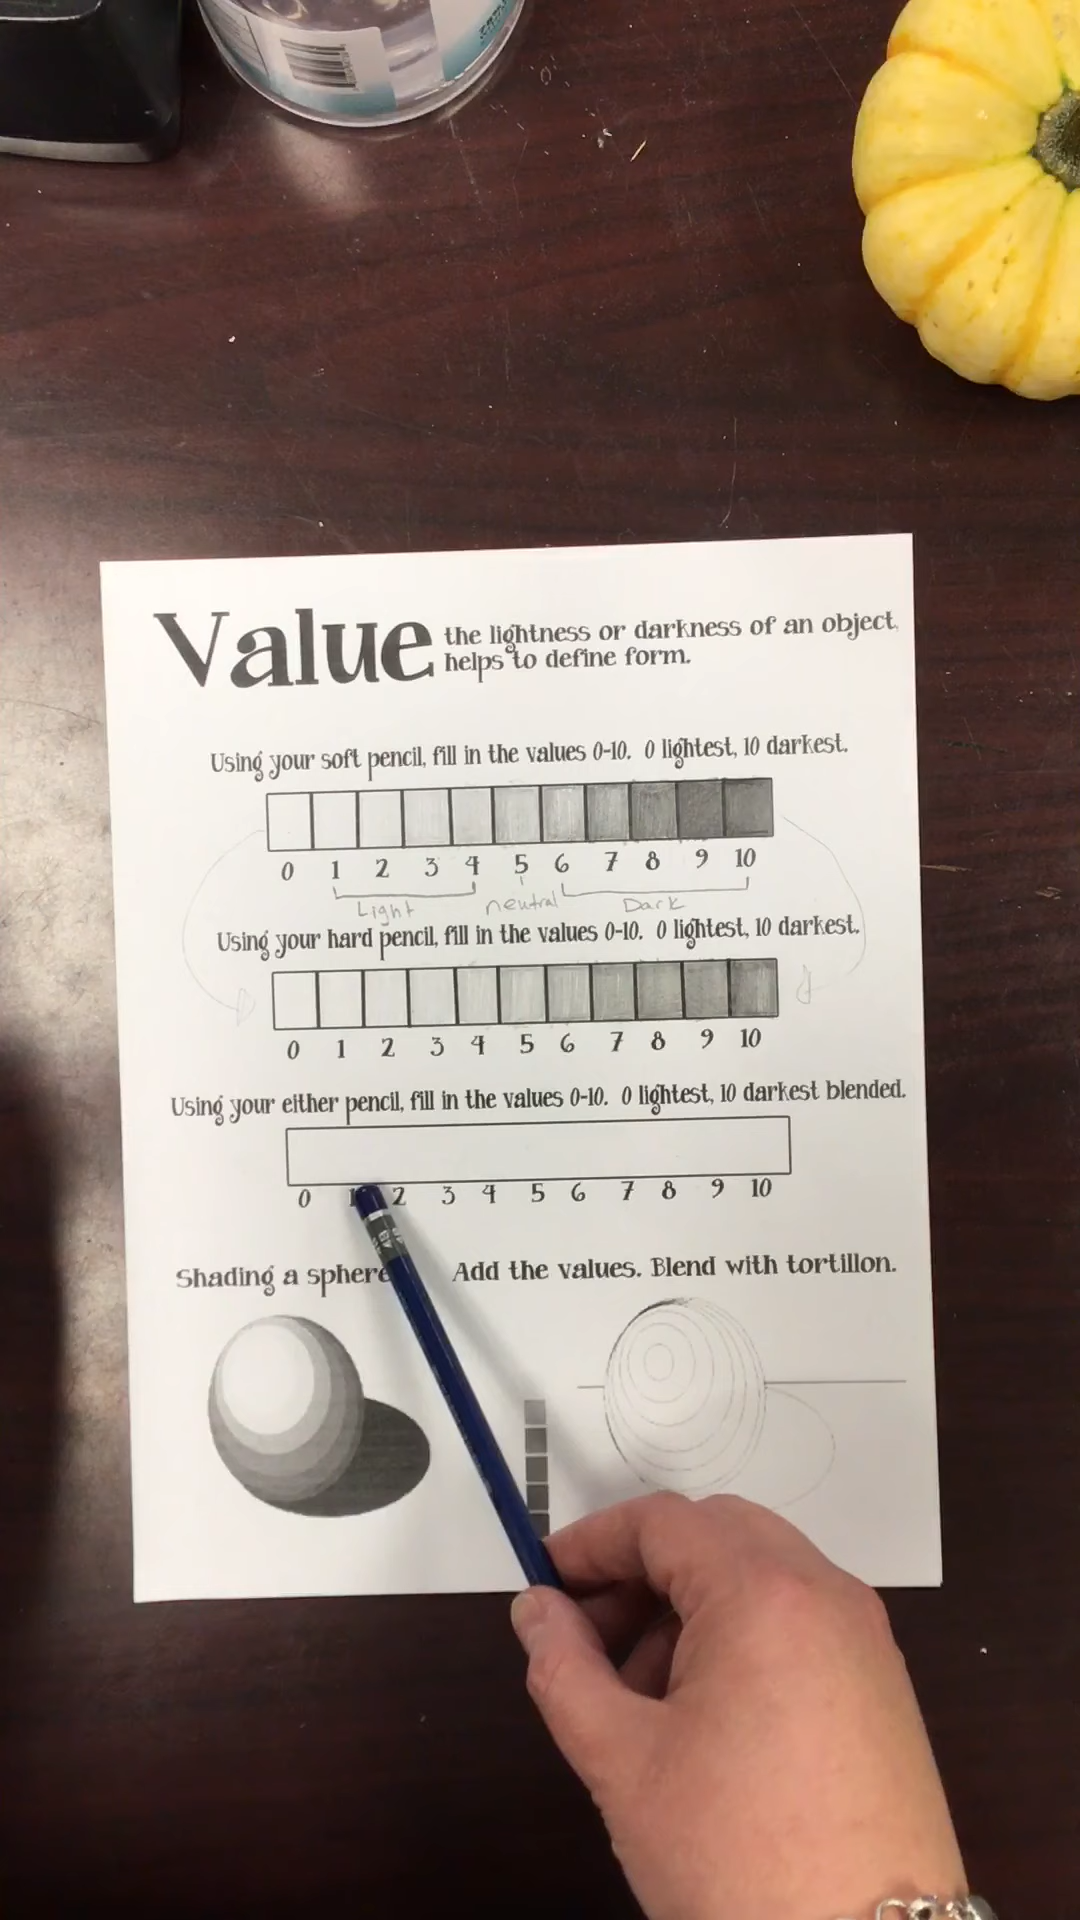 Value the lightness or darkness of an object,
helps to define form.
Using your soft pencil, fill in the values 0-10. 0 lightest, 10 darkest.
0 1 2 3 4 5 6 7 8 9 10
Light neutral Dark
Using your hard pencil, fill in the values 0-10. 0 lightest, 10 darkest.
0 1 2 3 4 5 6 7 8 9 10
Using your either pencil, fill in the values 0-10. 0 lightest, 10 darkest blended.
0 1 2 3 4 5 6 7 8 9 10
Shading a sphere Add the values. Blend with tortillon.